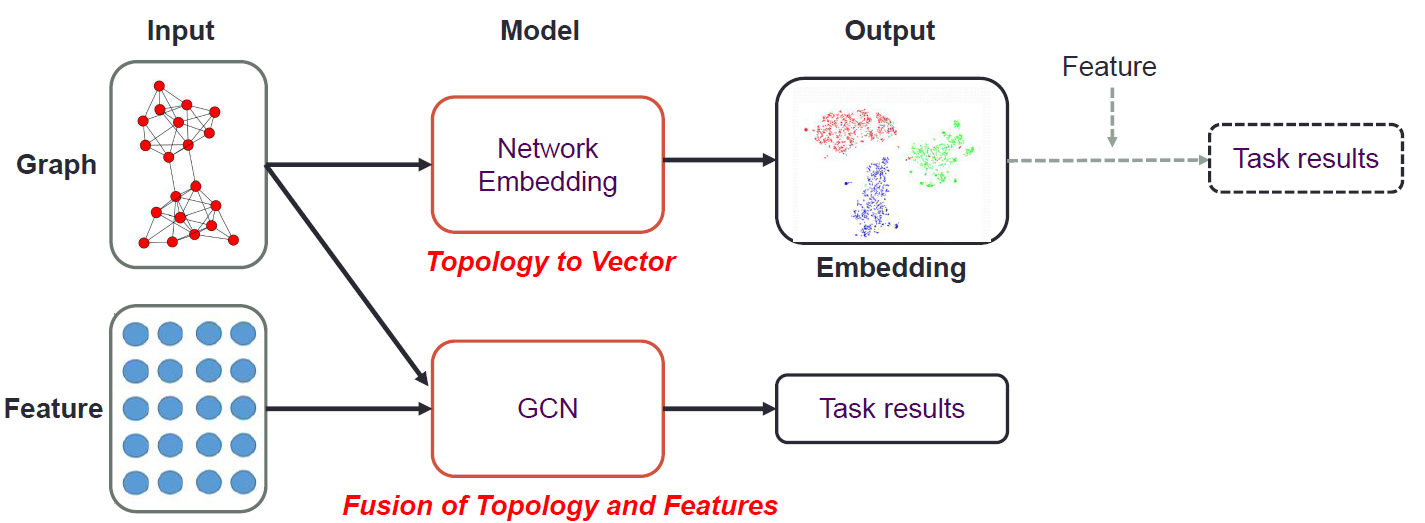 Input
Model
Output
Graph
Network
Embedding
Topology to Vector
Embedding
Feature
Task results
Feature
GCN
Fusion of Topology and Features
Task results